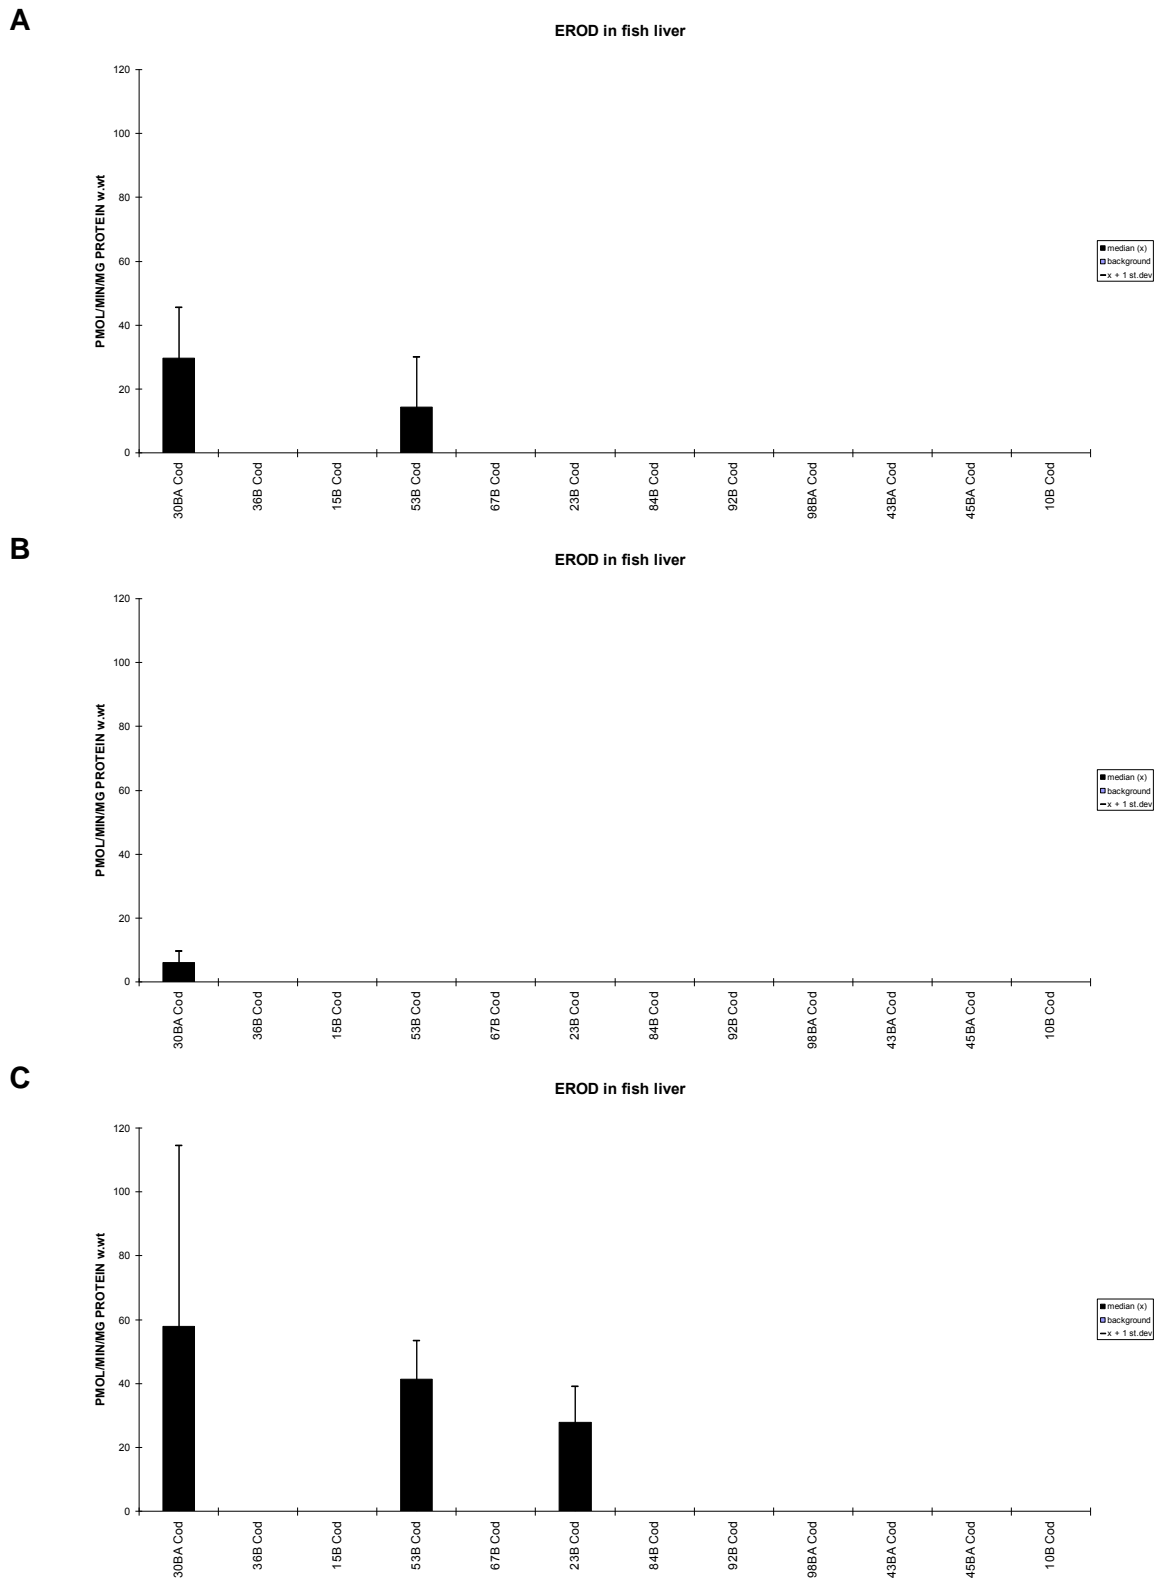 A
EROD in fish liver
PMOL/MIN/MG PROTEIN w.wt
120
100
80
60
40
20
0
30BA Cod
36B Cod
15B Cod
53B Cod
67B Cod
23B Cod
84B Cod
92B Cod
98BA Cod
43BA Cod
45BA Cod
10B Cod
median (x)
background
x + 1 st.dev
B
EROD in fish liver
PMOL/MIN/MG PROTEIN w.wt
120
100
80
60
40
20
0
30BA Cod
36B Cod
15B Cod
53B Cod
67B Cod
23B Cod
84B Cod
92B Cod
98BA Cod
43BA Cod
45BA Cod
10B Cod
median (x)
background
x + 1 st.dev
C
EROD in fish liver
PMOL/MIN/MG PROTEIN w.wt
120
100
80
60
40
20
0
30BA Cod
36B Cod
15B Cod
53B Cod
67B Cod
23B Cod
84B Cod
92B Cod
98BA Cod
43BA Cod
45BA Cod
10B Cod
median (x)
background
x + 1 st.dev